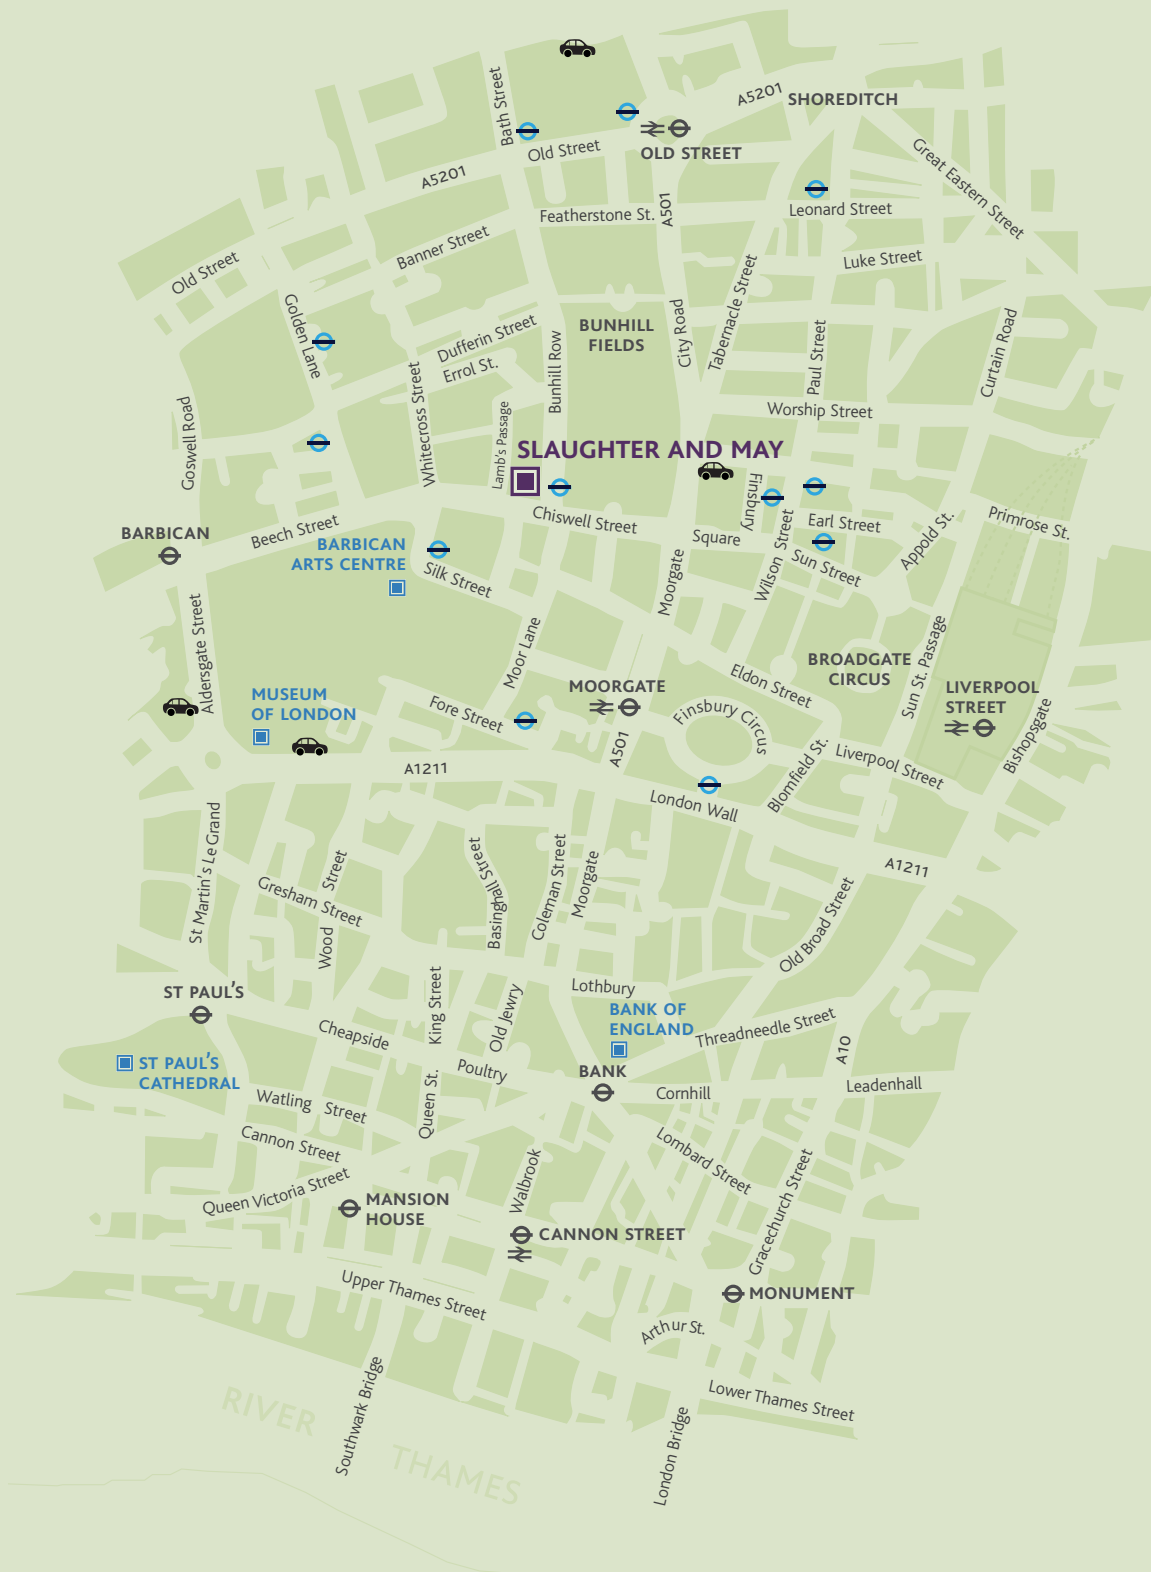 Bath Street
A5201
SHOREDITCH
Old Street
OLD STREET
Great Eastern Street
A5201
A501
Featherstone St.
Leonard Street
Banner Street
Old Street
Luke Street
Tabernacle Street
Golden Lane
City Road
Dufferin Street
BUNHILL
FIELDS
Bunhill Row
Paul Street
Curtain Road
Errol St.
Whitecross Street
Goswell Road
Lamb's Passage
Worship Street
SLAUGHTER AND MAY
Finsbury
Square
Chiswell Street
Earl Street
Primrose St.
Appold St.
BARBICAN
Beech Street
BARBICAN
ARTS CENTRE
Silk Street
Moorgate
Wilson Street
Sun Street
Aldersgate Street
Moor Lane
Sun St. Passage
BROADGATE
CIRCUS
Eldon Street
MOORGATE
LIVERPOOL
STREET
MUSEUM
OF LONDON
Fore Street
Finsbury Circus
A501
Bishopsgate
Blomfield St.
Liverpool Street
A1211
London Wall
St Martin's Le Grand
Wood Street
Gresham Street
Basinghall Street
Coleman Street
Moorgate
A1211
Old Broad Street
King Street
Old Jewry
Lothbury
ST PAUL'S
BANK OF
ENGLAND
Threadneedle Street
A10
Cheapside
Poultry
BANK
ST PAUL'S
CATHEDRAL
Queen St.
Cornhill
Leadenhall
Watling Street
Cannon Street
Lombard Street
Gracechurch Street
Queen Victoria Street
Walbrook
MANSION
HOUSE
CANNON STREET
Upper Thames Street
MONUMENT
Arthur St.
Southwark Bridge
Lower Thames Street
London Bridge
RIVER
THAMES